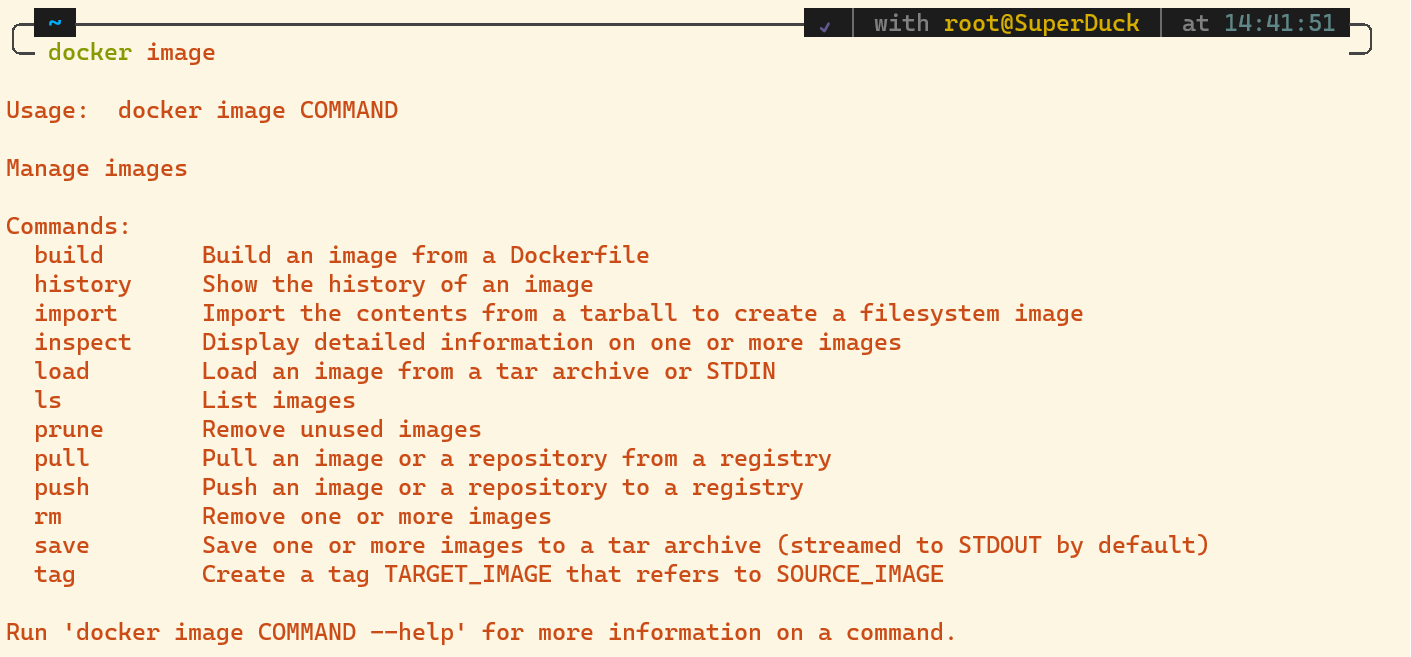 ~ ✓ with root@SuperDuck at 14:41:51
docker image
Usage:  docker image COMMAND
Manage images
Commands:
  build       Build an image from a Dockerfile
  history     Show the history of an image
  import      Import the contents from a tarball to create a filesystem image
  inspect     Display detailed information on one or more images
  load        Load an image from a tar archive or STDIN
  ls          List images
  prune       Remove unused images
  pull        Pull an image or a repository from a registry
  push        Push an image or a repository to a registry
  rm          Remove one or more images
  save        Save one or more images to a tar archive (streamed to STDOUT by default)
  tag         Create a tag TARGET_IMAGE that refers to SOURCE_IMAGE
Run 'docker image COMMAND --help' for more information on a command.